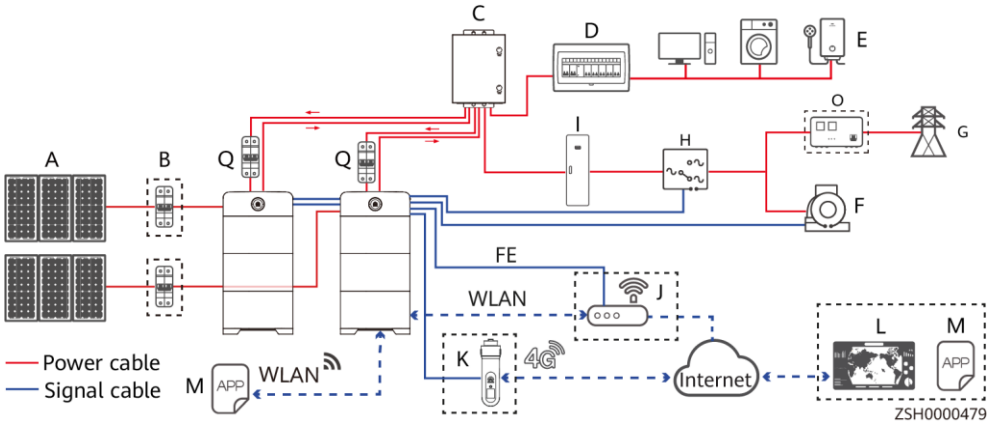 C
D
E
A
B
Q
Q
I
H
O
G
F
FE
J
WLAN
K
4G
L
M
Power cable
Signal cable
M
APP
WLAN
Internet
APP
ZSH0000479